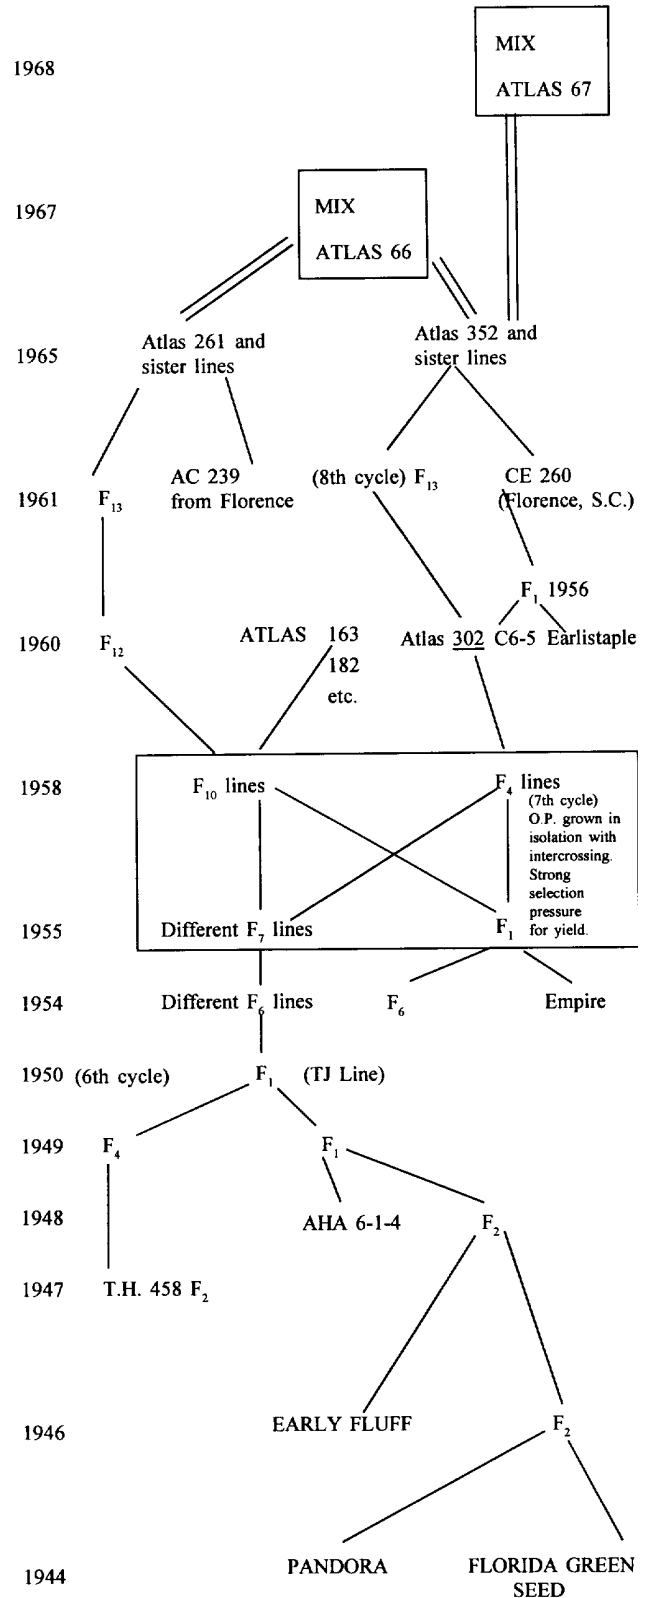 MIX
1968
ATLAS 67
MIX
1967
ATLAS 66
Atlas 261 and
sister lines
Atlas 352 and
sister lines
1965
AC 239
from Florence
(8th cycle) F₁₃
CE 260
(Florence, S.C.)
1961
F₁₃
F₁ 1956
1960
F₁₂
ATLAS 163
182
etc.
Atlas 302
C6-5
Earlistaple
1958
F₁₀ lines
F₄ lines
(7th cycle)
O.P. grown in
isolation with
intercrossing.
Strong
selection
pressure
for yield.
1955
Different F₇ lines
F₁
1954
Different F₆ lines
F₆
Empire
1950
(6th cycle)
F₁
(TJ Line)
1949
F₄
F₁
1948
AHA 6-1-4
F₂
1947
T.H. 458 F₂
1946
EARLY FLUFF
F₂
1944
PANDORA
FLORIDA GREEN
SEED